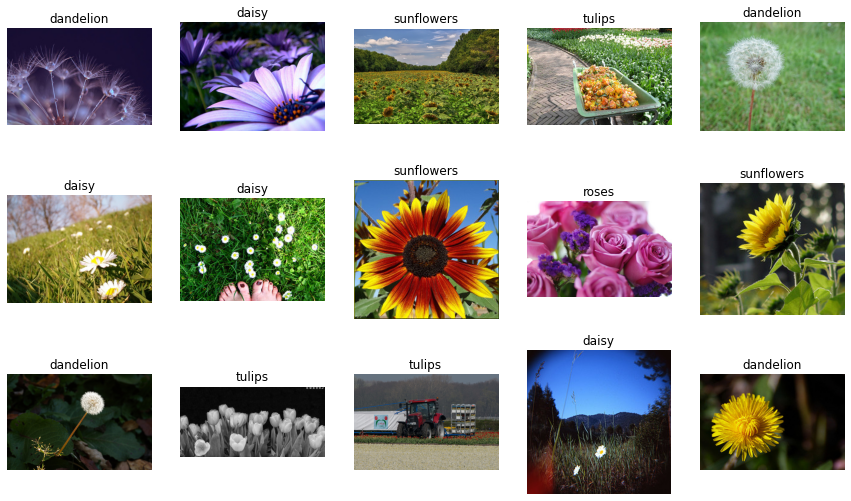 dandelion
daisy
sunflowers
tulips
dandelion
daisy
daisy
sunflowers
roses
sunflowers
dandelion
tulips
tulips
daisy
dandelion